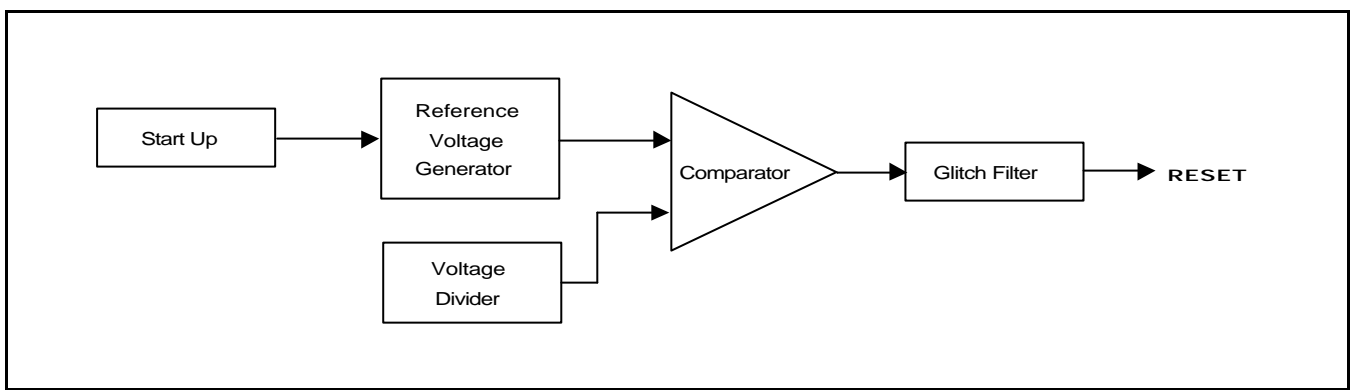 Start Up
Reference
Voltage
Generator
Voltage
Divider
Comparator
Glitch Filter
RESET